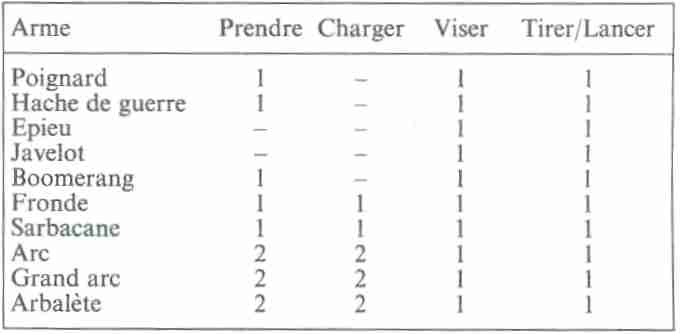 Arme Prendre Charger Viser Tirer/Lancer
Poignard 1 – 1 1
Hache de guerre 1 – 1 1
Epieu – – 1 1
Javelot – – 1 1
Boomerang 1 – 1 1
Fronde 1 1 1 1
Sarbacane 1 1 1 1
Arc 2 2 1 1
Grand arc 2 2 1 1
Arbalète 2 2 1 1